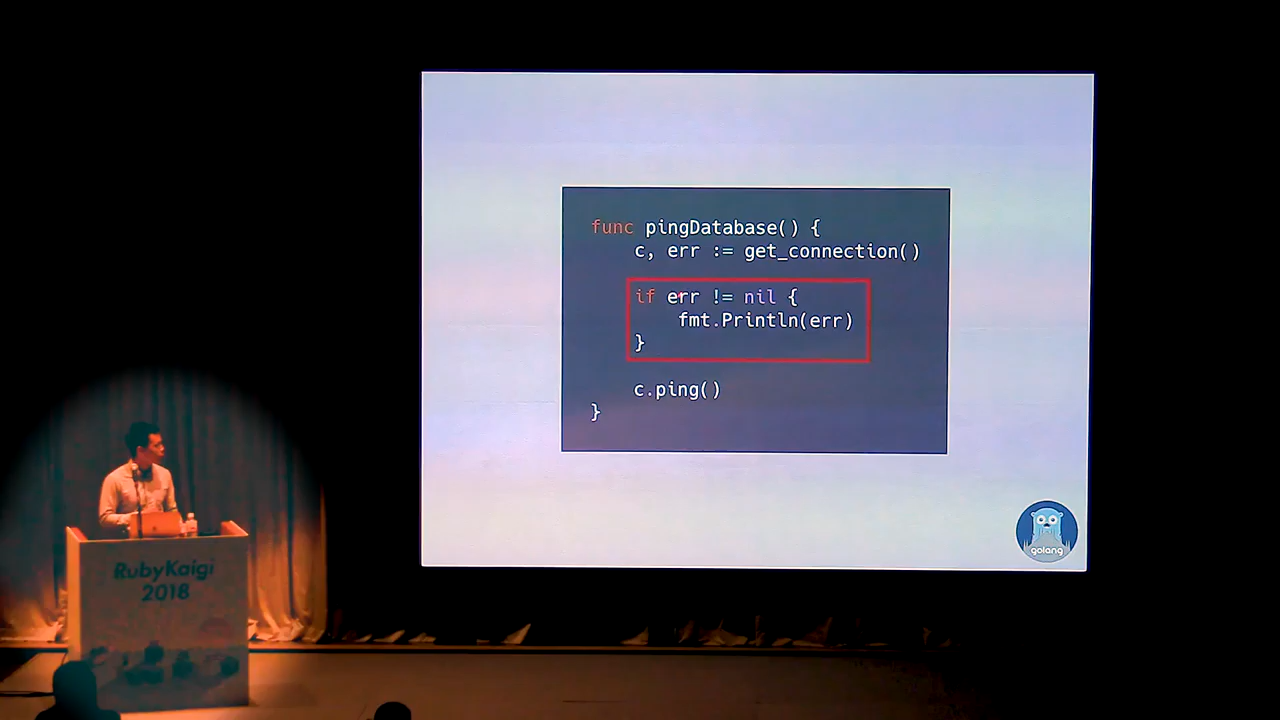 func pingDatabase() {
    c, err := get_connection()
    if err != nil {
        fmt.Println(err)
    }
    c.ping()
}
golang
RubyKaigi
2018